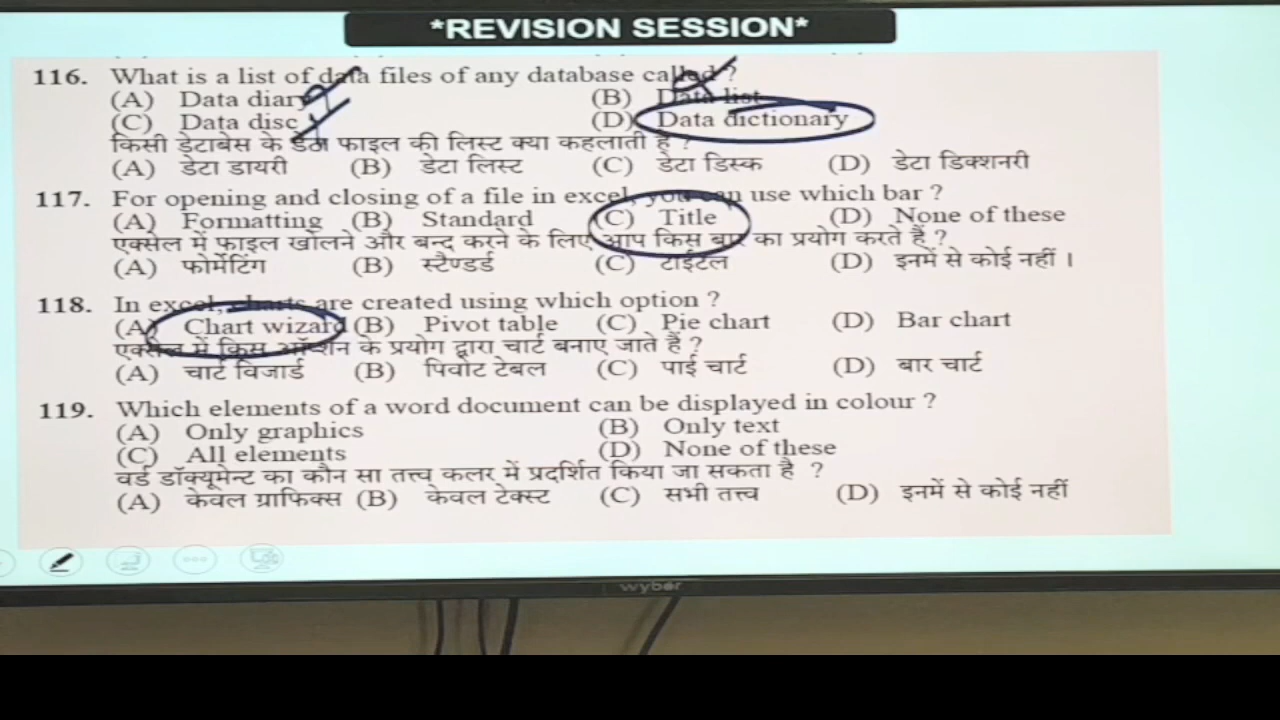 *REVISION SESSION*
116. What is a list of data files of any database called ?
(A) Data diary (B) Data list
(C) Data disc (D) Data dictionary
किसी डेटाबेस के डेटा फाइल की लिस्ट क्या कहलाती है ?
(A) डेटा डायरी (B) डेटा लिस्ट (C) डेटा डिस्क (D) डेटा डिक्शनरी
117. For opening and closing of a file in excel, you can use which bar ?
(A) Formatting (B) Standard (C) Title (D) None of these
एक्सेल में फाइल खोलने और बन्द करने के लिए आप किस बार का प्रयोग करते हैं ?
(A) फोर्मेटिंग (B) स्टैण्डर्ड (C) टाईटल (D) इनमें से कोई नहीं ।
118. In excel, charts are created using which option ?
(A) Chart wizard (B) Pivot table (C) Pie chart (D) Bar chart
एक्सेल में किस ऑप्शन के प्रयोग द्वारा चार्ट बनाए जाते हैं ?
(A) चार्ट विजार्ड (B) पिवोट टेबल (C) पाई चार्ट (D) बार चार्ट
119. Which elements of a word document can be displayed in colour ?
(A) Only graphics (B) Only text
(C) All elements (D) None of these
वर्ड डॉक्यूमेन्ट का कौन सा तत्त्व कलर में प्रदर्शित किया जा सकता है ?
(A) केवल ग्राफिक्स (B) केवल टेक्स्ट (C) सभी तत्त्व (D) इनमें से कोई नहीं
wyber